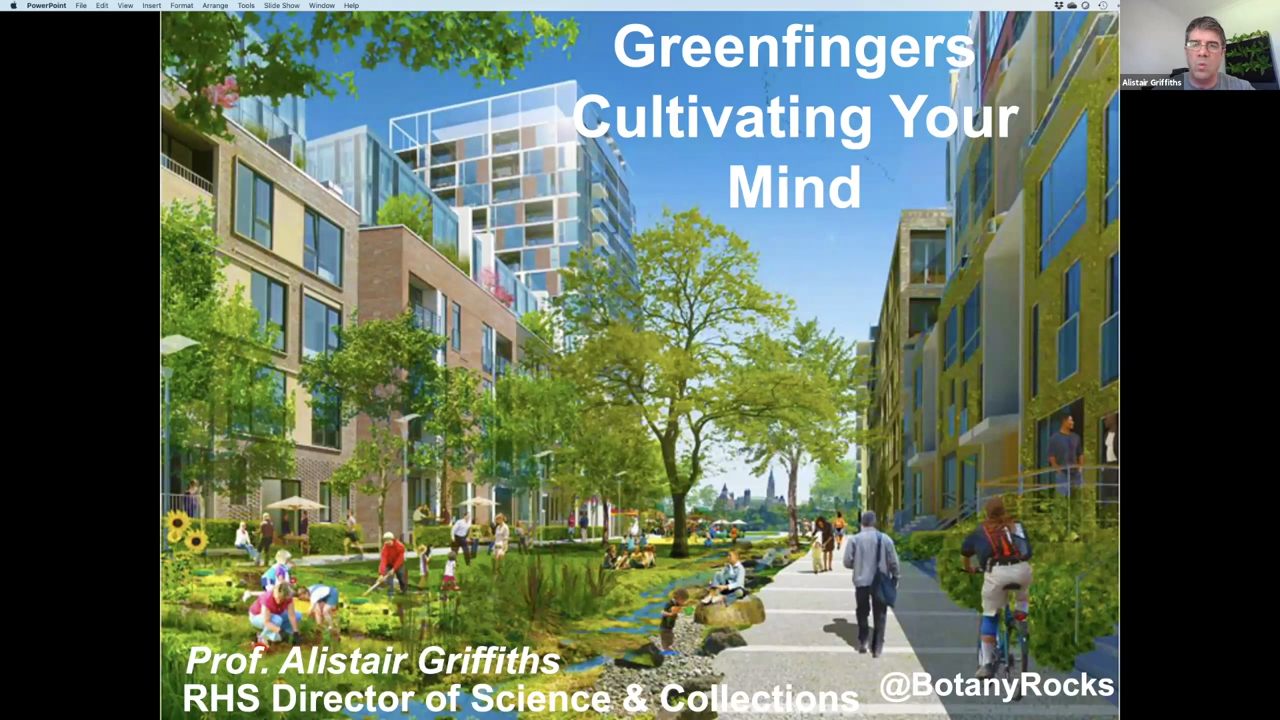 PowerPoint File Edit View Insert Format Arrange Tools Slide Show Window Help
Alistair Griffiths
Greenfingers
Cultivating Your
Mind
Prof. Alistair Griffiths
RHS Director of Science & Collections
@BotanyRocks